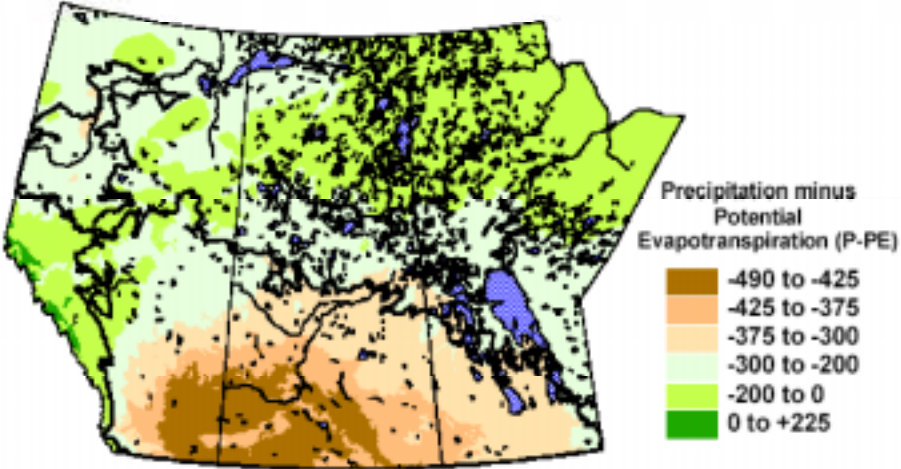 Precipitation minus
Potential
Evapotranspiration (P-PE)
-490 to -425
-425 to -375
-375 to -300
-300 to -200
-200 to 0
0 to +225